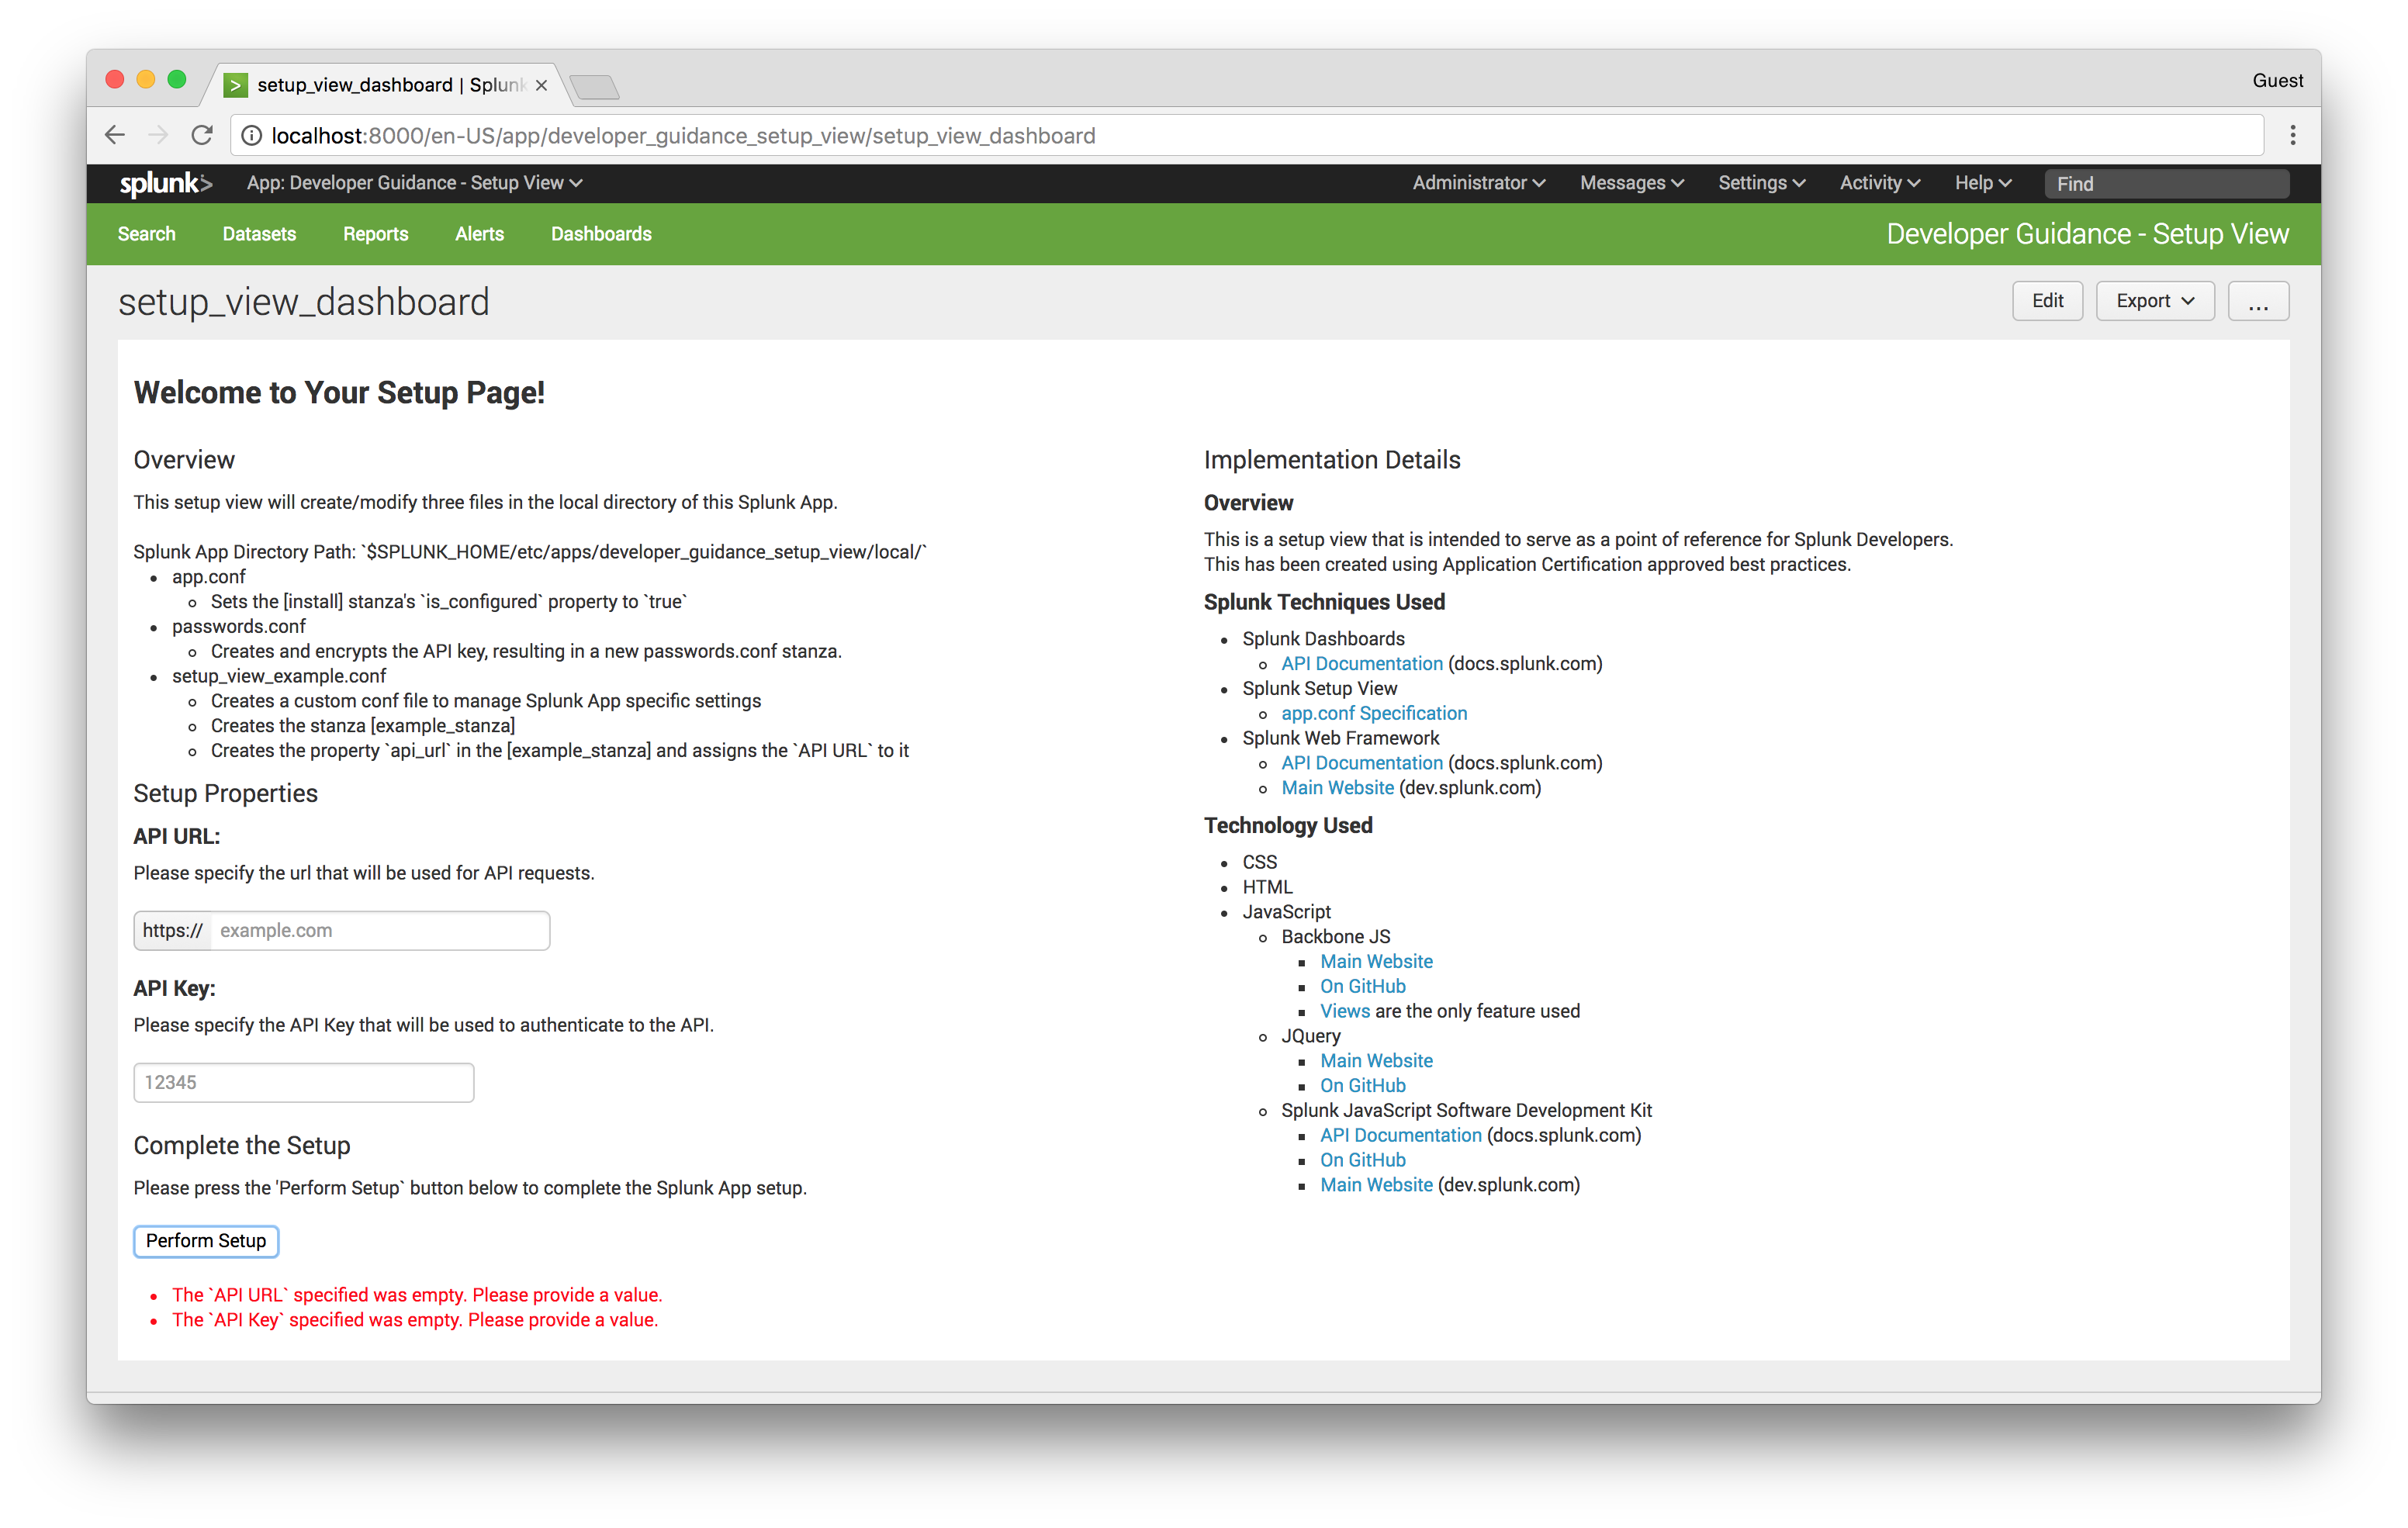 setup_view_dashboard | Splunk
Guest
localhost:8000/en-US/app/developer_guidance_setup_view/setup_view_dashboard
splunk> App: Developer Guidance - Setup View Administrator Messages Settings Activity Help Find
Search Datasets Reports Alerts Dashboards Developer Guidance - Setup View
setup_view_dashboard
Edit Export ...
Welcome to Your Setup Page!
Overview
This setup view will create/modify three files in the local directory of this Splunk App.
Splunk App Directory Path: `$SPLUNK_HOME/etc/apps/developer_guidance_setup_view/local/`
app.conf
Sets the [install] stanza's `is_configured` property to `true`
passwords.conf
Creates and encrypts the API key, resulting in a new passwords.conf stanza.
setup_view_example.conf
Creates a custom conf file to manage Splunk App specific settings
Creates the stanza [example_stanza]
Creates the property `api_url` in the [example_stanza] and assigns the `API URL` to it
Setup Properties
API URL:
Please specify the url that will be used for API requests.
https:// example.com
API Key:
Please specify the API Key that will be used to authenticate to the API.
12345
Complete the Setup
Please press the 'Perform Setup` button below to complete the Splunk App setup.
Perform Setup
The `API URL` specified was empty. Please provide a value.
The `API Key` specified was empty. Please provide a value.
Implementation Details
Overview
This is a setup view that is intended to serve as a point of reference for Splunk Developers.
This has been created using Application Certification approved best practices.
Splunk Techniques Used
Splunk Dashboards
API Documentation (docs.splunk.com)
Splunk Setup View
app.conf Specification
Splunk Web Framework
API Documentation (docs.splunk.com)
Main Website (dev.splunk.com)
Technology Used
CSS
HTML
JavaScript
Backbone JS
Main Website
On GitHub
Views are the only feature used
JQuery
Main Website
On GitHub
Splunk JavaScript Software Development Kit
API Documentation (docs.splunk.com)
On GitHub
Main Website (dev.splunk.com)